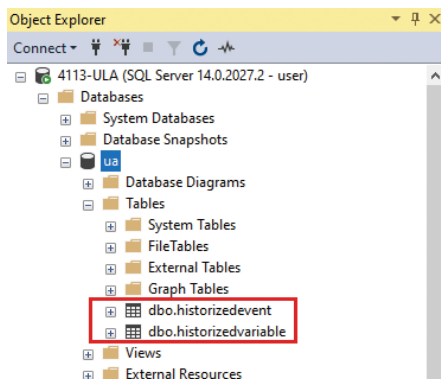 Object Explorer
Connect
4113-ULA (SQL Server 14.0.2027.2 - user)
Databases
System Databases
Database Snapshots
ua
Database Diagrams
Tables
System Tables
FileTables
External Tables
Graph Tables
dbo.historizedevent
dbo.historizedvariable
Views
External Resources